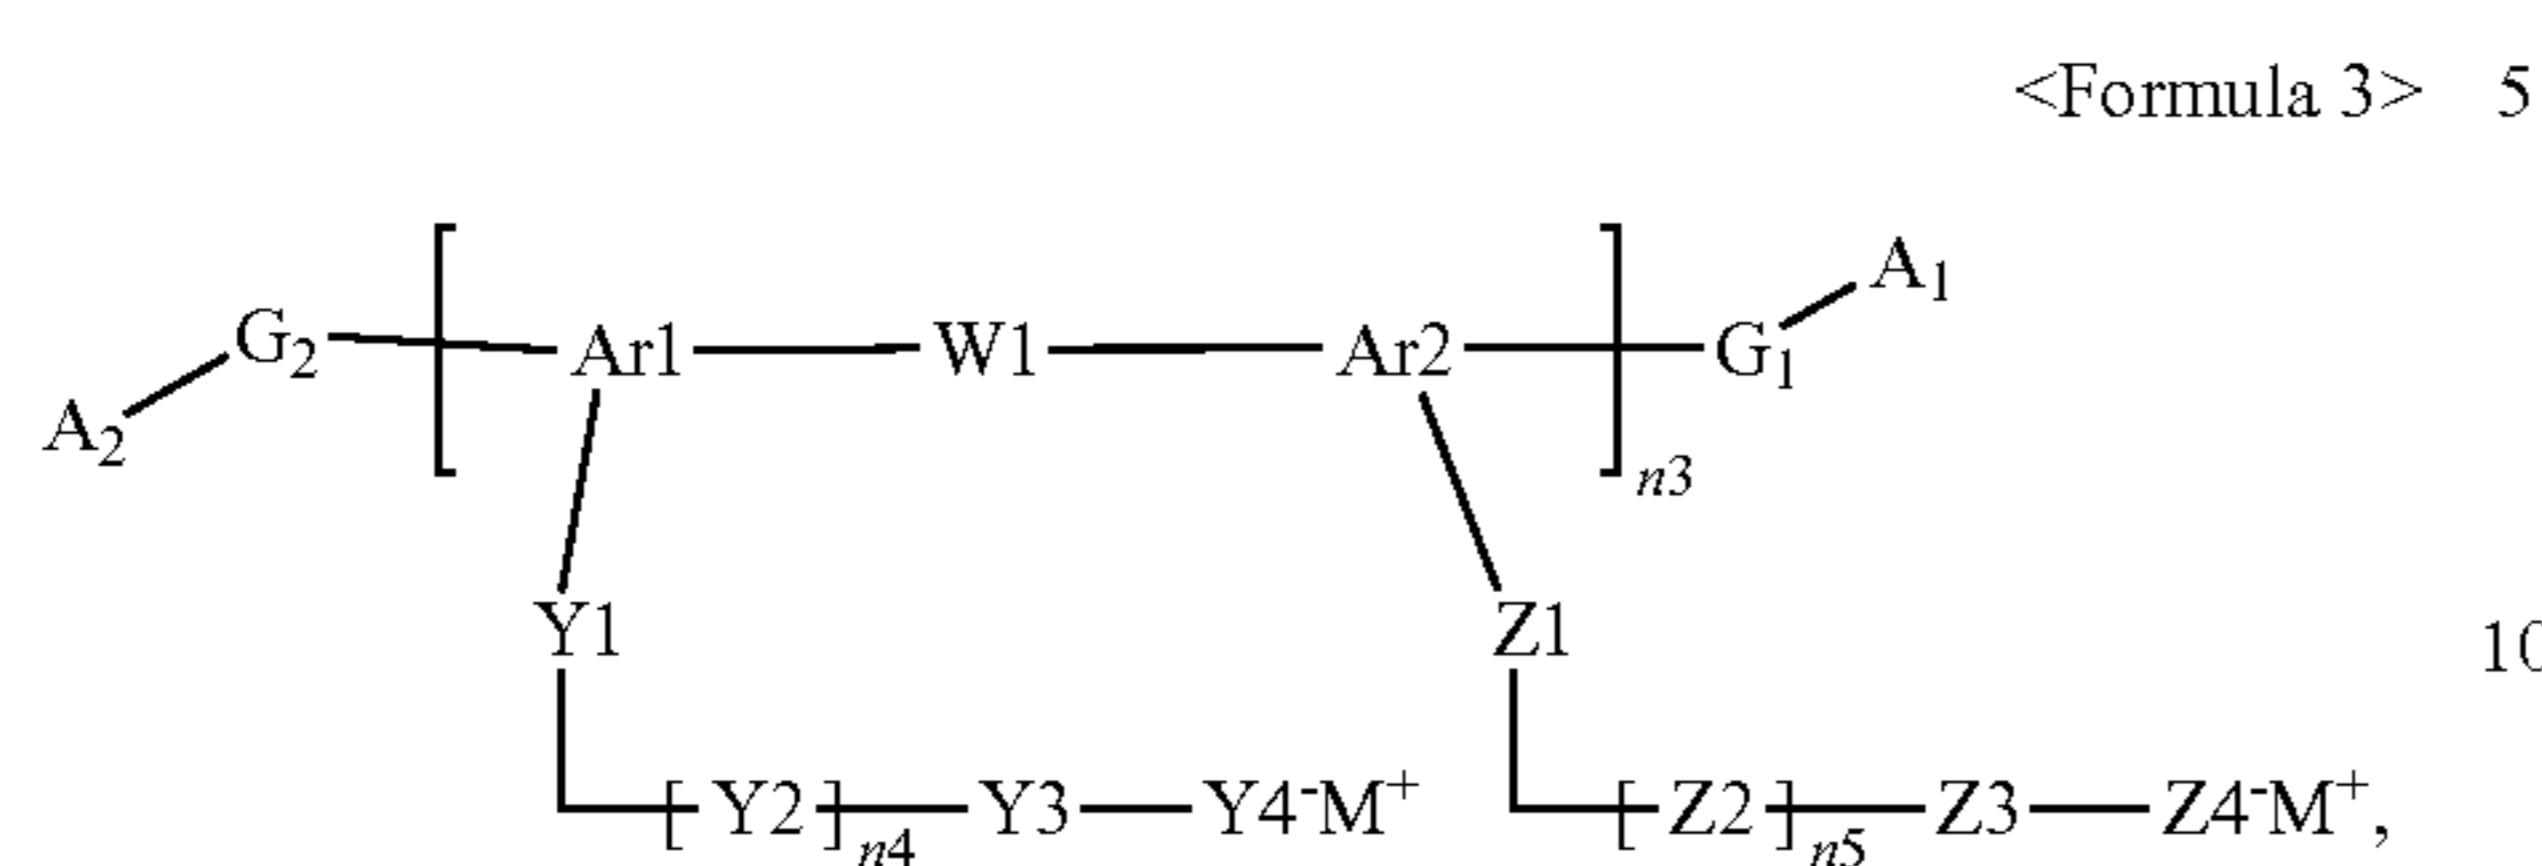 <Formula 3> 5
A1
G2 Ar1 W1 Ar2 G1
A2
n3
Y1 Z1
10
[Y2]n4 Y3 Y4-M+ [Z2]n5 Z3 Z4-M+,